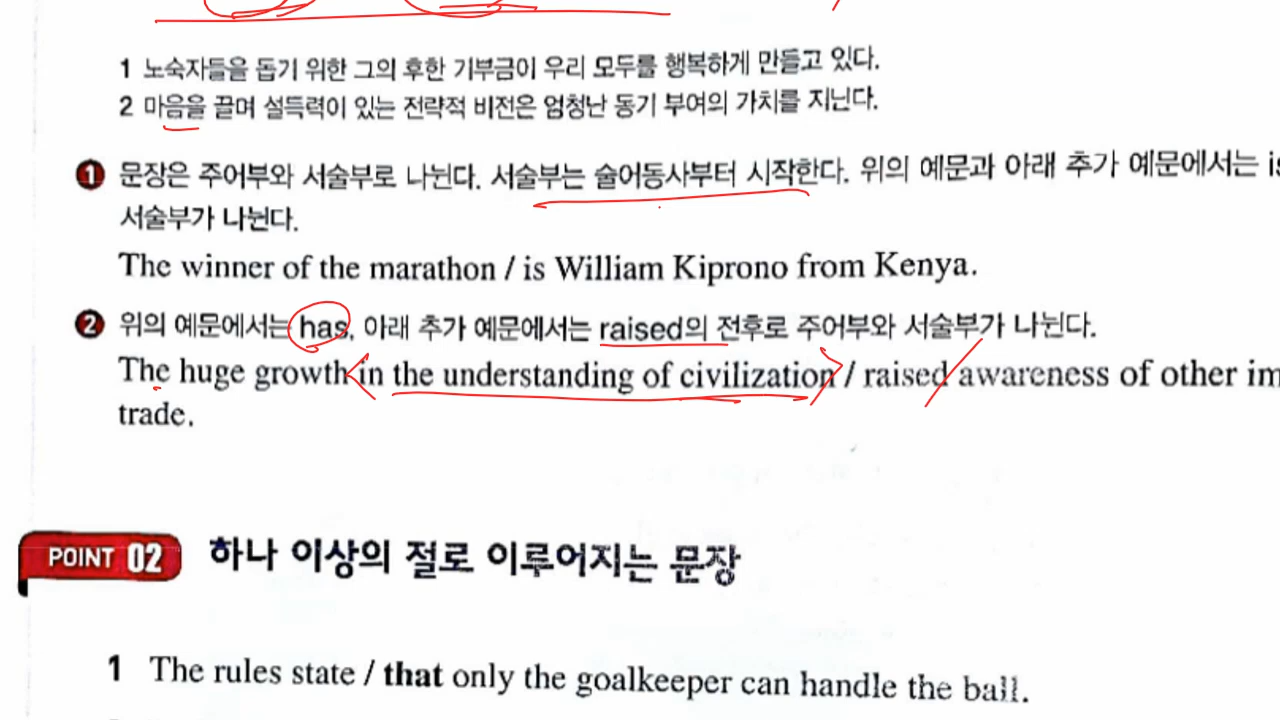 1 노숙자들을 돕기 위한 그의 후한 기부금이 우리 모두를 행복하게 만들고 있다.
2 마음을 끌며 설득력이 있는 전략적 비전은 엄청난 동기 부여의 가치를 지닌다.
1 문장은 주어부와 서술부로 나뉜다. 서술부는 술어동사부터 시작한다. 위의 예문과 아래 추가 예문에서는 is
서술부가 나뉜다.
The winner of the marathon / is William Kiprono from Kenya.
2 위의 예문에서는 has, 아래 추가 예문에서는 raised의 전후로 주어부와 서술부가 나뉜다.
The huge growth in the understanding of civilization / raised awareness of other im
trade.
POINT 02 하나 이상의 절로 이루어지는 문장
1 The rules state / that only the goalkeeper can handle the ball.